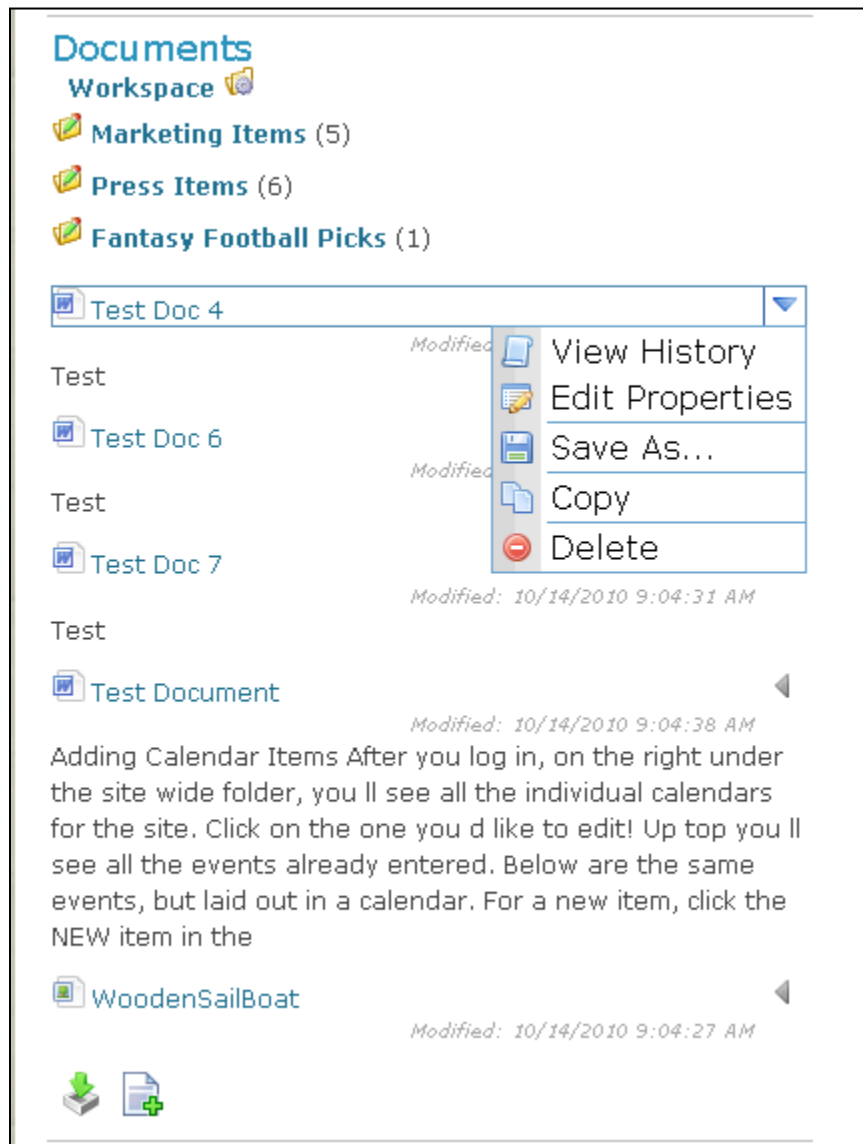 Documents
Workspace
Marketing Items (5)
Press Items (6)
Fantasy Football Picks (1)
Test Doc 4
Modified
View History
Test
Edit Properties
Test Doc 6
Save As...
Modified
Test
Copy
Test Doc 7
Delete
Modified: 10/14/2010 9:04:31 AM
Test
Test Document
Modified: 10/14/2010 9:04:38 AM
Adding Calendar Items After you log in, on the right under
the site wide folder, you ll see all the individual calendars
for the site. Click on the one you d like to edit! Up top you ll
see all the events already entered. Below are the same
events, but laid out in a calendar. For a new item, click the
NEW item in the
WoodenSailBoat
Modified: 10/14/2010 9:04:27 AM